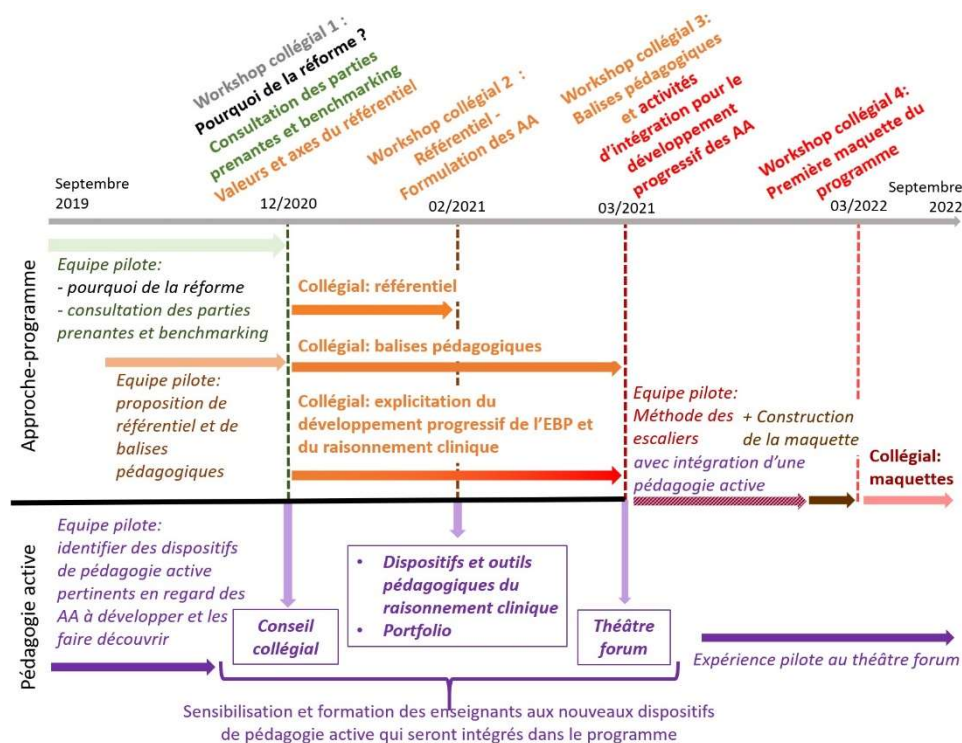 Workshop collégial 1 :
Pourquoi de la réforme ?
Consultation des parties
prenantes et benchmarking
Valeurs et axes du référentiel
Workshop collégial 2 :
Référentiel -
Formulation des AA
Workshop collégial 3:
Balises pédagogiques
et activités
d'intégration pour le
développement
progressif des AA
Workshop collégial 4:
Première maquette du
programme
Septembre
2019
12/2020
02/2021
03/2021
03/2022
Septembre
2022
Approche-programme
Equipe pilote:
- pourquoi de la réforme
- consultation des parties
prenantes et benchmarking
Collégial: référentiel
Collégial: balises pédagogiques
Equipe pilote:
proposition de
référentiel et de
balises
pédagogiques
Collégial: explicitation du
développement progressif de l'EBP et
du raisonnement clinique
Equipe pilote:
Méthode des
escaliers
avec intégration d'une
pédagogie active
+ Construction
de la maquette
Collégial:
maquettes
Pédagogie active
Equipe pilote:
identifier des dispositifs
de pédagogie active
pertinents en regard des
AA à développer et les
faire découvrir
Conseil
collégial
• Dispositifs et outils
pédagogiques du
raisonnement clinique
• Portfolio
Théâtre
forum
Expérience pilote au théâtre forum
Sensibilisation et formation des enseignants aux nouveaux dispositifs
de pédagogie active qui seront intégrés dans le programme